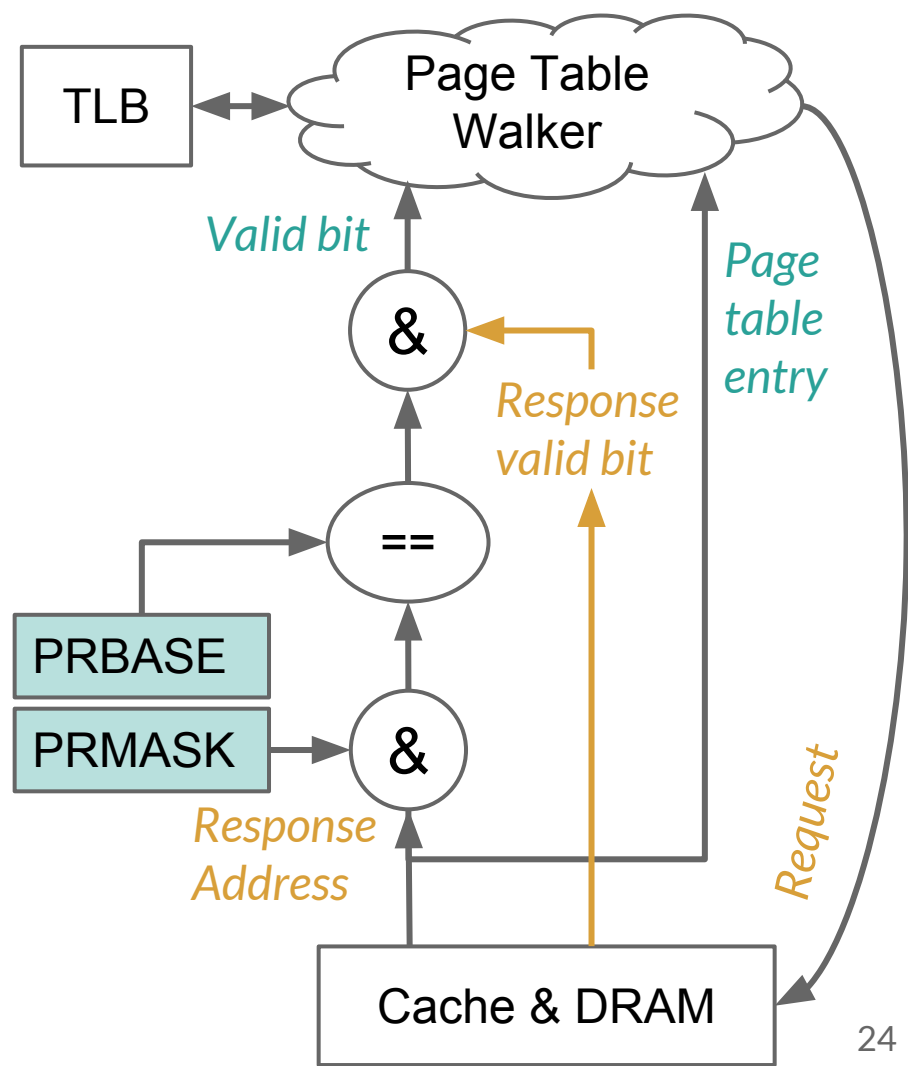 Page Table
Walker
TLB
Valid bit
Page
table
entry
&
Response
valid bit
==
PRBASE
PRMASK
&
Response
Address
Request
Cache & DRAM
24